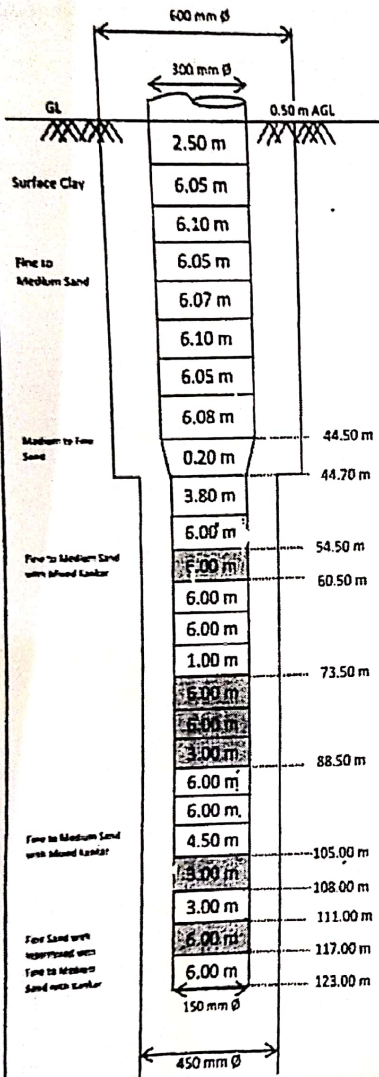 600 mm Ø
300 mm Ø
GL
0.50 m AGL
2.50 m
Surface Clay
6.05 m
6.10 m
Fine to
Medium Sand
6.05 m
6.07 m
6.10 m
6.05 m
6.08 m
Medium to Fine
Sand
44.50 m
0.20 m
44.70 m
3.80 m
6.00 m
54.50 m
Fine to Medium Sand
with Mixed Kankar
6.00 m
60.50 m
6.00 m
6.00 m
1.00 m
73.50 m
6.00 m
6.00 m
3.00 m
88.50 m
6.00 m
6.00 m
Fine to Medium Sand
with Mixed Kankar
4.50 m
105.00 m
3.00 m
108.00 m
3.00 m
111.00 m
Fine Sand with
with
Fine to Medium
Sand with Kankar
6.00 m
117.00 m
6.00 m
123.00 m
150 mm Ø
450 mm Ø